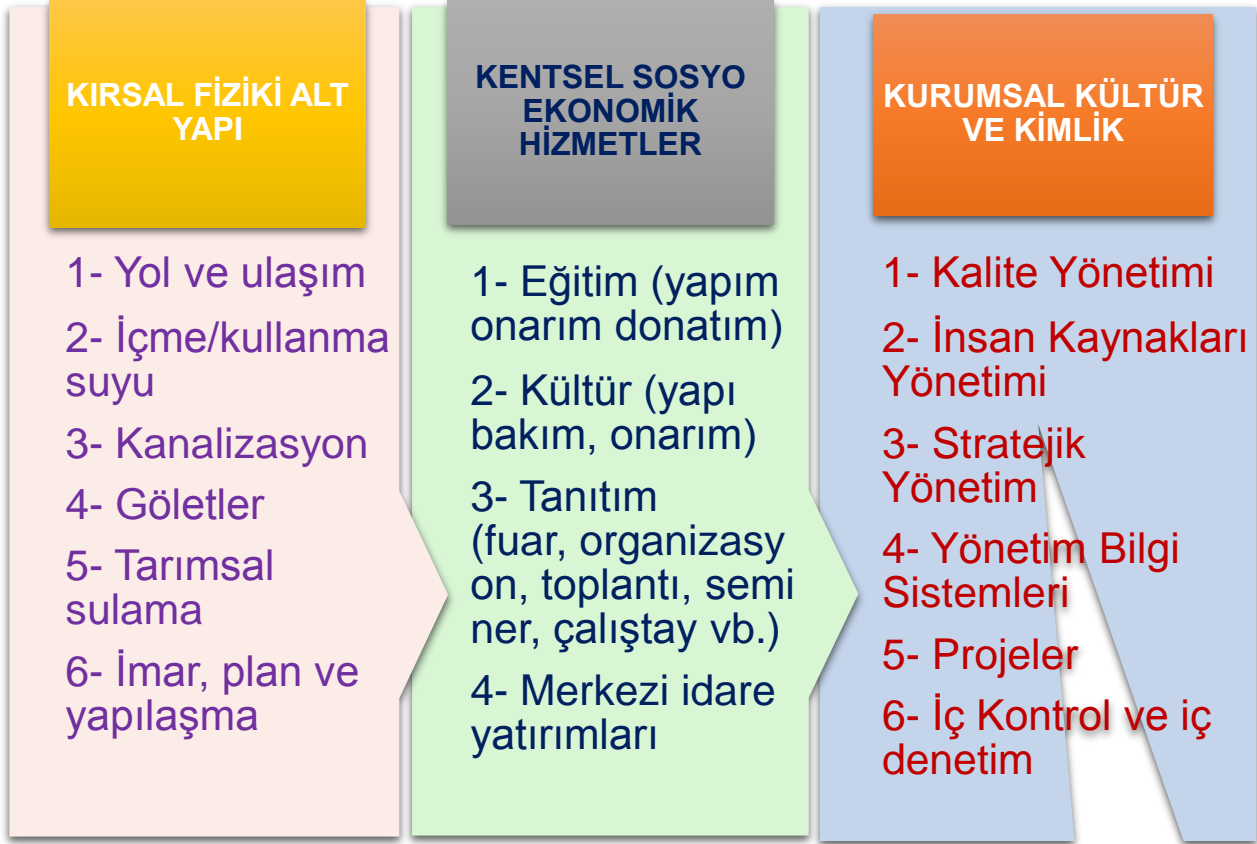 KIRSAL FİZİKİ ALT
YAPI
1- Yol ve ulaşım
2- İçme/kullanma
suyu
3- Kanalizasyon
4- Göletler
5- Tarımsal
sulama
6- İmar, plan ve
yapılaşma
KENTSEL SOSYO
EKONOMİK
HİZMETLER
1- Eğitim (yapım
onarım donatım)
2- Kültür (yapı
bakım, onarım)
3- Tanıtım
(fuar, organizasy
on, toplantı, semi
ner, çalıştay vb.)
4- Merkezi idare
yatırımları
KURUMSAL KÜLTÜR
VE KİMLİK
1- Kalite Yönetimi
2- İnsan Kaynakları
Yönetimi
3- Stratejik
Yönetim
4- Yönetim Bilgi
Sistemleri
5- Projeler
6- İç Kontrol ve iç
denetim